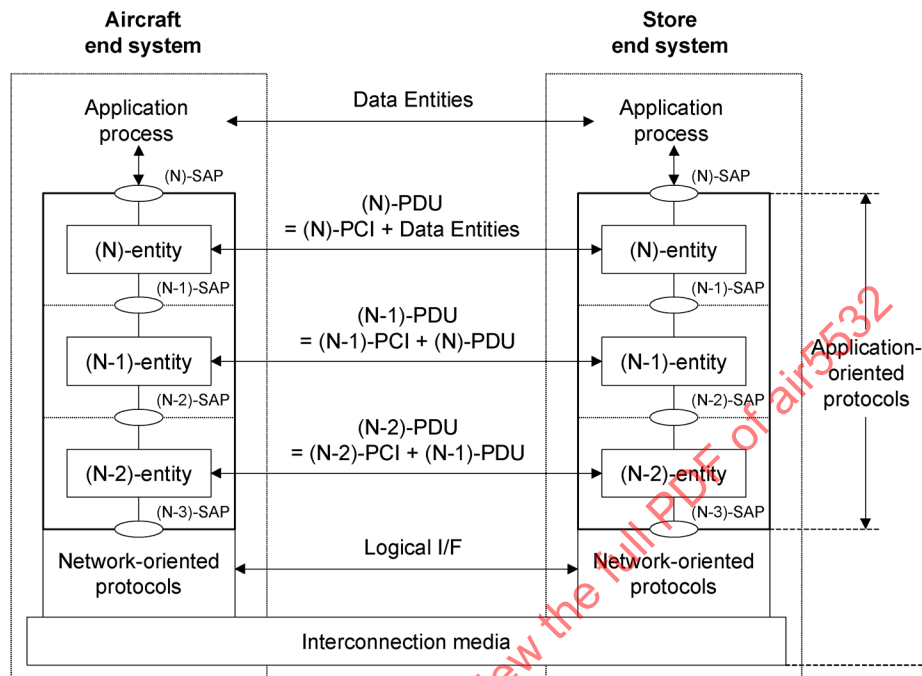 Aircraft
end system
Store
end system
Application
process
Data Entities
Application
process
(N)-SAP
(N)-SAP
(N)-PDU
= (N)-PCI + Data Entities
(N)-entity
(N)-entity
(N-1)-SAP
(N-1)-SAP
(N-1)-PDU
= (N-1)-PCI + (N)-PDU
(N-1)-entity
(N-1)-entity
Application-
oriented
protocols
(N-2)-SAP
(N-2)-SAP
(N-2)-PDU
= (N-2)-PCI + (N-1)-PDU
(N-2)-entity
(N-2)-entity
(N-3)-SAP
(N-3)-SAP
Logical I/F
Network-oriented
protocols
Network-oriented
protocols
Interconnection media
view the full PDF of air5532